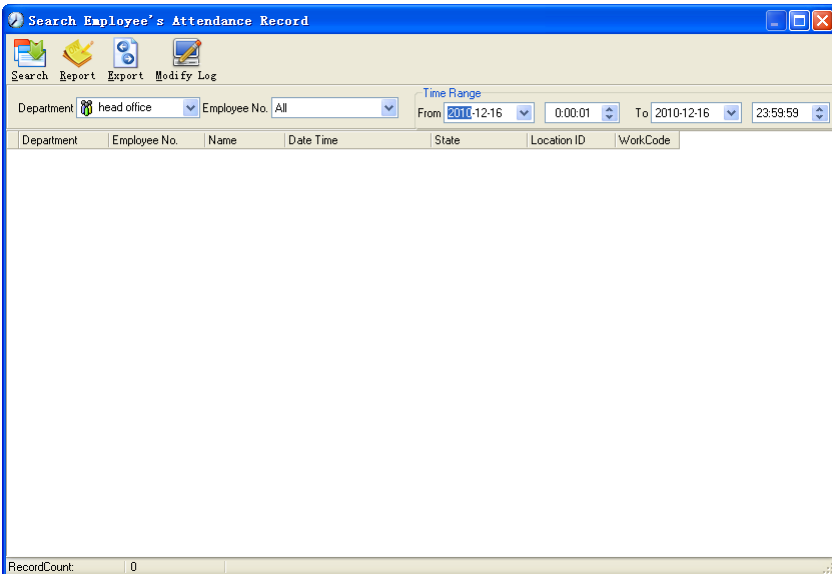 Search Employee's Attendance Record
Search Report Export Modify Log
Time Range
Department head office Employee No. All From 2010-12-16 0:00:01 To 2010-12-16 23:59:59
Department Employee No. Name Date Time State Location ID WorkCode
RecordCount: 0